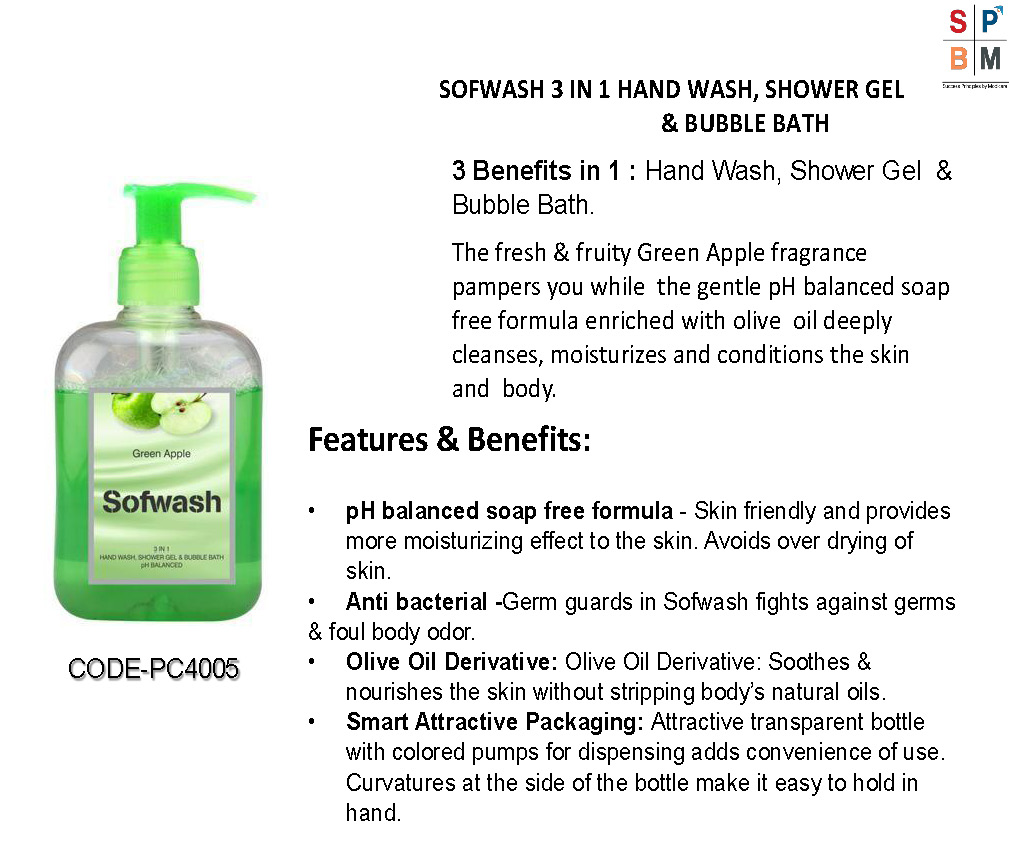 S P
B M
Success Principles by Modicare
SOFWASH 3 IN 1 HAND WASH, SHOWER GEL
& BUBBLE BATH
3 Benefits in 1 : Hand Wash, Shower Gel &
Bubble Bath.
The fresh & fruity Green Apple fragrance
pampers you while the gentle pH balanced soap
free formula enriched with olive oil deeply
cleanses, moisturizes and conditions the skin
and body.
Green Apple
Sofwash
3 IN 1
HAND WASH, SHOWER GEL & BUBBLE BATH
pH BALANCED
CODE-PC4005
Features & Benefits:
• pH balanced soap free formula - Skin friendly and provides
more moisturizing effect to the skin. Avoids over drying of
skin.
• Anti bacterial -Germ guards in Sofwash fights against germs
& foul body odor.
• Olive Oil Derivative: Olive Oil Derivative: Soothes &
nourishes the skin without stripping body’s natural oils.
• Smart Attractive Packaging: Attractive transparent bottle
with colored pumps for dispensing adds convenience of use.
Curvatures at the side of the bottle make it easy to hold in
hand.